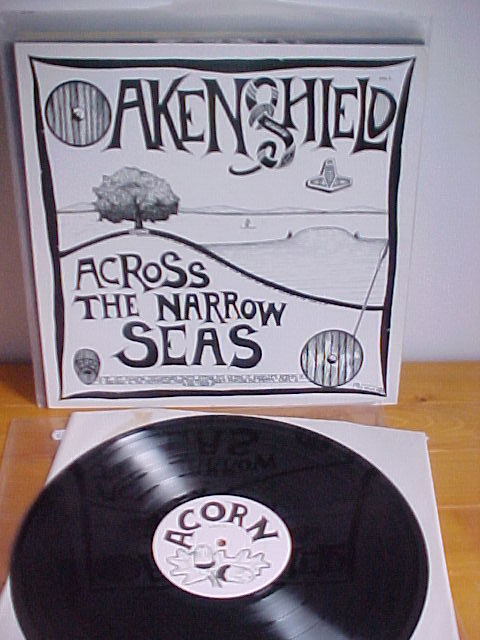 OAKENSHIELD
ACROSS
THE NARROW
SEAS
ACORN